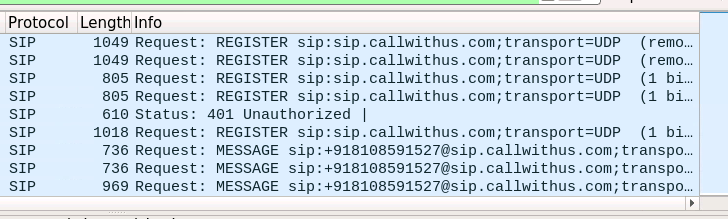 Protocol Length Info
SIP 1049 Request: REGISTER sip:sip.callwithus.com;transport=UDP (remo…
SIP 1049 Request: REGISTER sip:sip.callwithus.com;transport=UDP (remo…
SIP 805 Request: REGISTER sip:sip.callwithus.com;transport=UDP (1 bi…
SIP 805 Request: REGISTER sip:sip.callwithus.com;transport=UDP (1 bi…
SIP 610 Status: 401 Unauthorized |
SIP 1018 Request: REGISTER sip:sip.callwithus.com;transport=UDP (1 bi…
SIP 736 Request: MESSAGE sip:+918108591527@sip.callwithus.com;transpo…
SIP 736 Request: MESSAGE sip:+918108591527@sip.callwithus.com;transpo…
SIP 969 Request: MESSAGE sip:+918108591527@sip.callwithus.com;transpo…